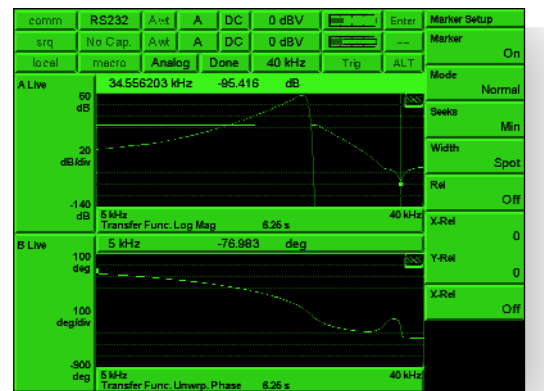 comm RS232 Awt A DC 0 dBV Enter Marker Setup
srq No Cap. Awt A DC 0 dBV -- Marker On
local macro Analog Done 40 kHz Trig ALT
A Live 34.556203 kHz -95.416 dB
Mode Normal
60
dB
Seeks Min
20
dB/div
Width Spot
Rel Off
-140
dB
5 kHz 40 kHz
Transfer Func. Log Mag 6.26 s
X-Rel 0
B Live 5 kHz -76.983 deg
100
deg
Y-Rel 0
X-Rel Off
100
deg/div
-900
deg
5 kHz 40 kHz
Transfer Func. Unwrp. Phase 6.26 s